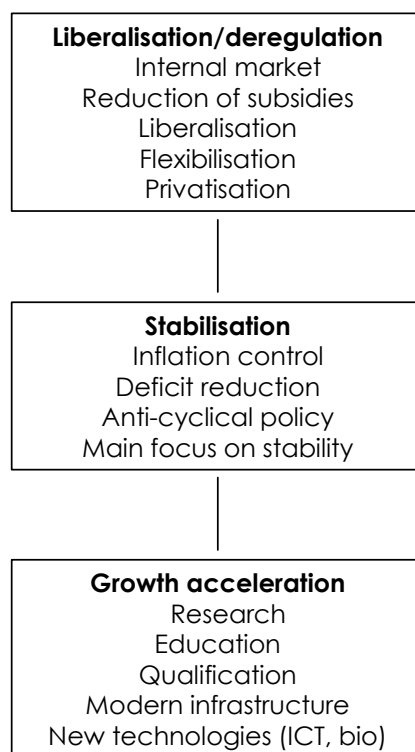 Liberalisation/deregulation
Internal market
Reduction of subsidies
Liberalisation
Flexibilisation
Privatisation
Stabilisation
Inflation control
Deficit reduction
Anti-cyclical policy
Main focus on stability
Growth acceleration
Research
Education
Qualification
Modern infrastructure
New technologies (ICT, bio)